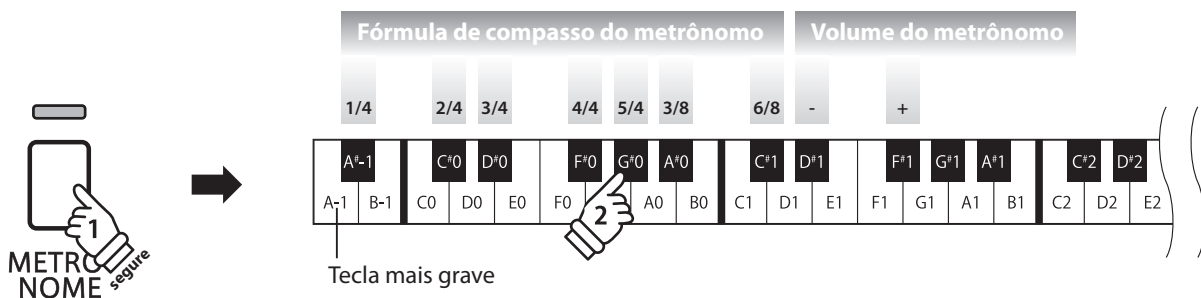 Fórmula de compasso do metrônomo Volume do metrônomo
1/4 2/4 3/4 4/4 5/4 3/8 6/8 - +
A#-1 C#0 D#0 F#0 G#0 A#0 C#1 D#1 F#1 G#1 A#1 C#2 D#2
A-1 B-1 C0 D0 E0 F0 A0 B0 C1 D1 E1 F1 G1 A1 B1 C2 D2 E2
1
2
segure
METRO
NOME
Tecla mais grave